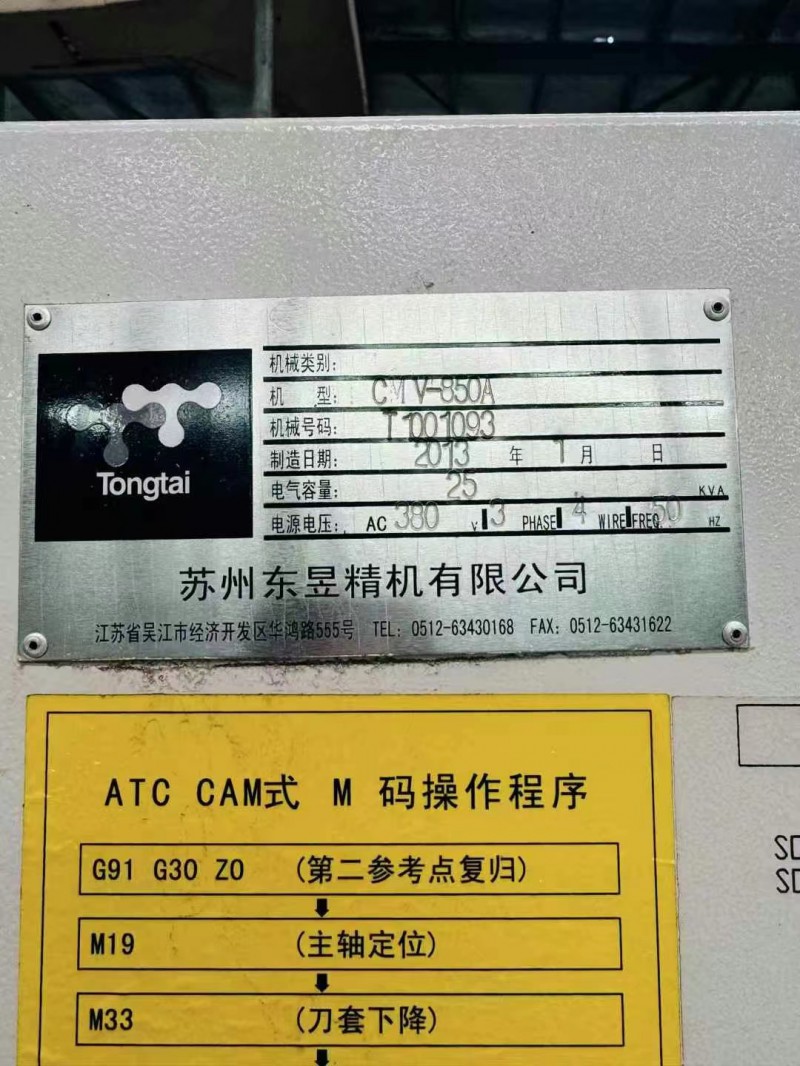 Tongtai
机械类别:
机 型: CMV-850A
机械号码: T1001093
制造日期: 2013 年 1 月 日
电气容量: 25 KVA
电源电压: AC 380 V 3 PHASE 4 WIRE FREQ 50 HZ
苏州东昱精机有限公司
江苏省吴江市经济开发区华鸿路555号 TEL: 0512-63430168 FAX: 0512-63431622
ATC CAM式 M 码操作程序
G91 G30 Z0 (第二参考点复归)
M19 (主轴定位)
M33 (刀套下降)